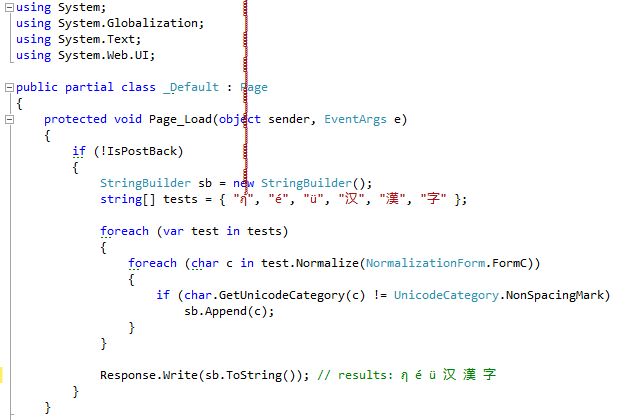 using System;
using System.Globalization;
using System.Text;
using System.Web.UI;
public partial class _Default : Page
{
protected void Page_Load(object sender, EventArgs e)
{
if (!IsPostBack)
{
StringBuilder sb = new StringBuilder();
string[] tests = { "", "é", "ü", "汉", "漢", "字" };
foreach (var test in tests)
{
foreach (char c in test.Normalize(NormalizationForm.FormC))
{
if (char.GetUnicodeCategory(c) != UnicodeCategory.NonSpacingMark)
sb.Append(c);
}
}
Response.Write(sb.ToString()); // results: é ü 汉 漢 字
}
}